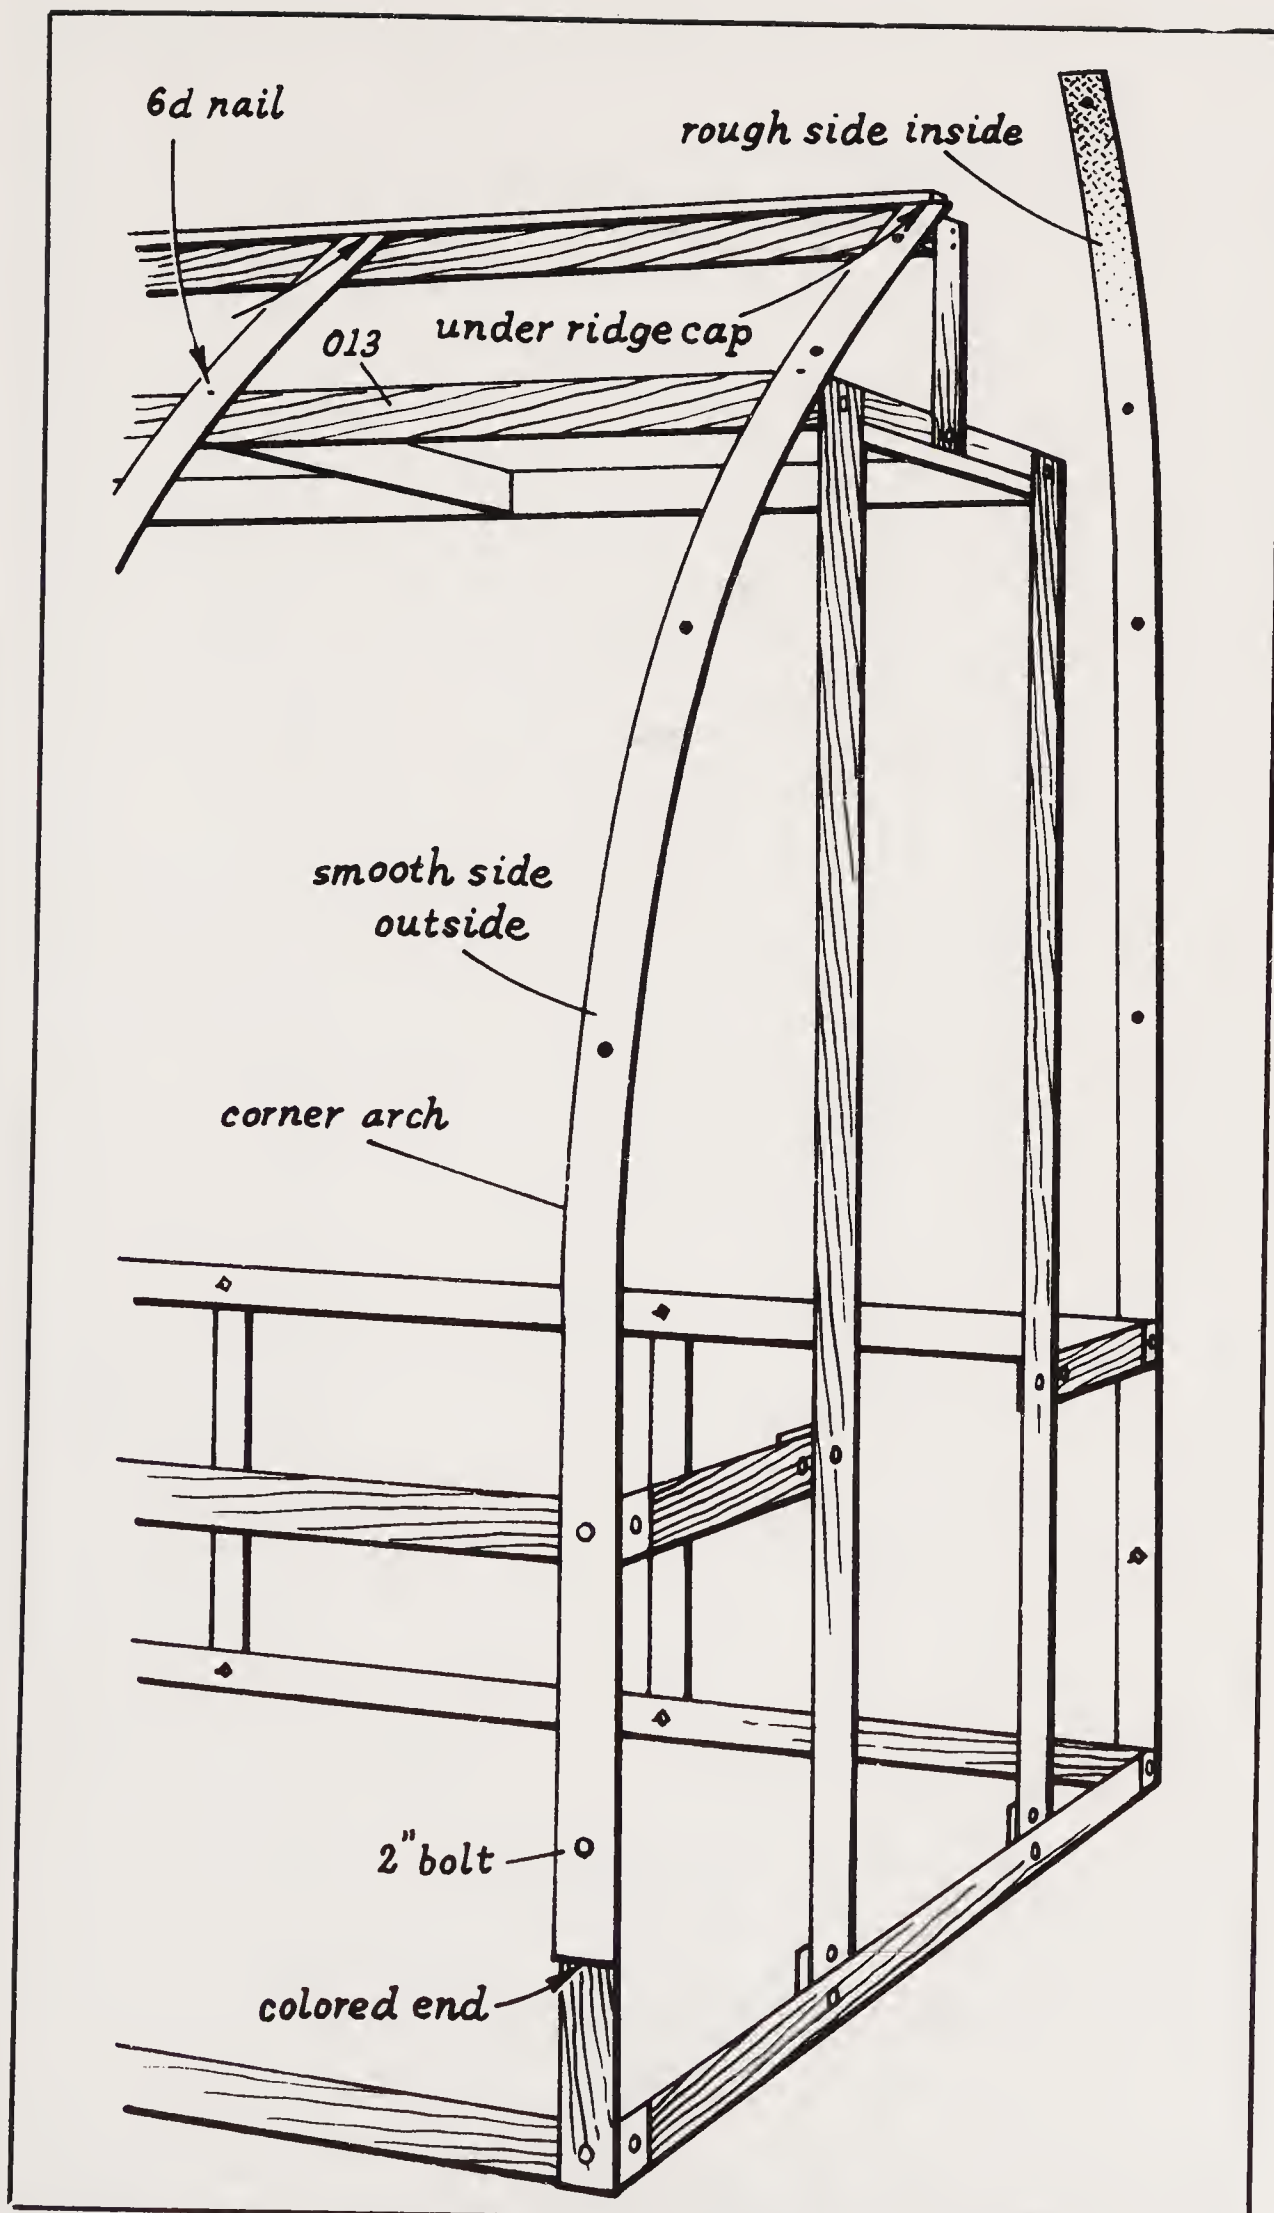 6d nail
rough side inside
013
under ridge cap
smooth side
outside
corner arch
2" bolt
colored end